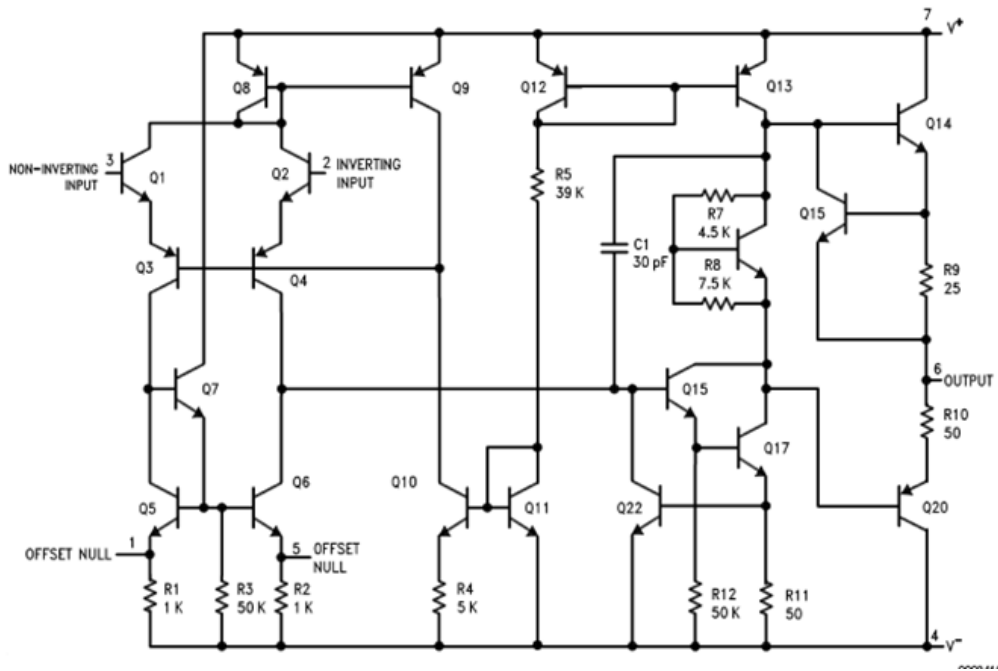 7 V+
Q8
Q9
Q12
Q13
Q14
NON-INVERTING
INPUT
3
Q1
Q2
2 INVERTING
INPUT
R5
39 K
R7
4.5 K
Q15
Q3
Q4
C1
30 pF
R8
7.5 K
R9
25
Q7
Q15
6
OUTPUT
R10
50
Q5
Q6
Q10
Q11
Q22
Q17
Q20
OFFSET NULL
1
5 OFFSET
NULL
R1
1 K
R3
50 K
R2
1 K
R4
5 K
R12
50 K
R11
50
4 V-